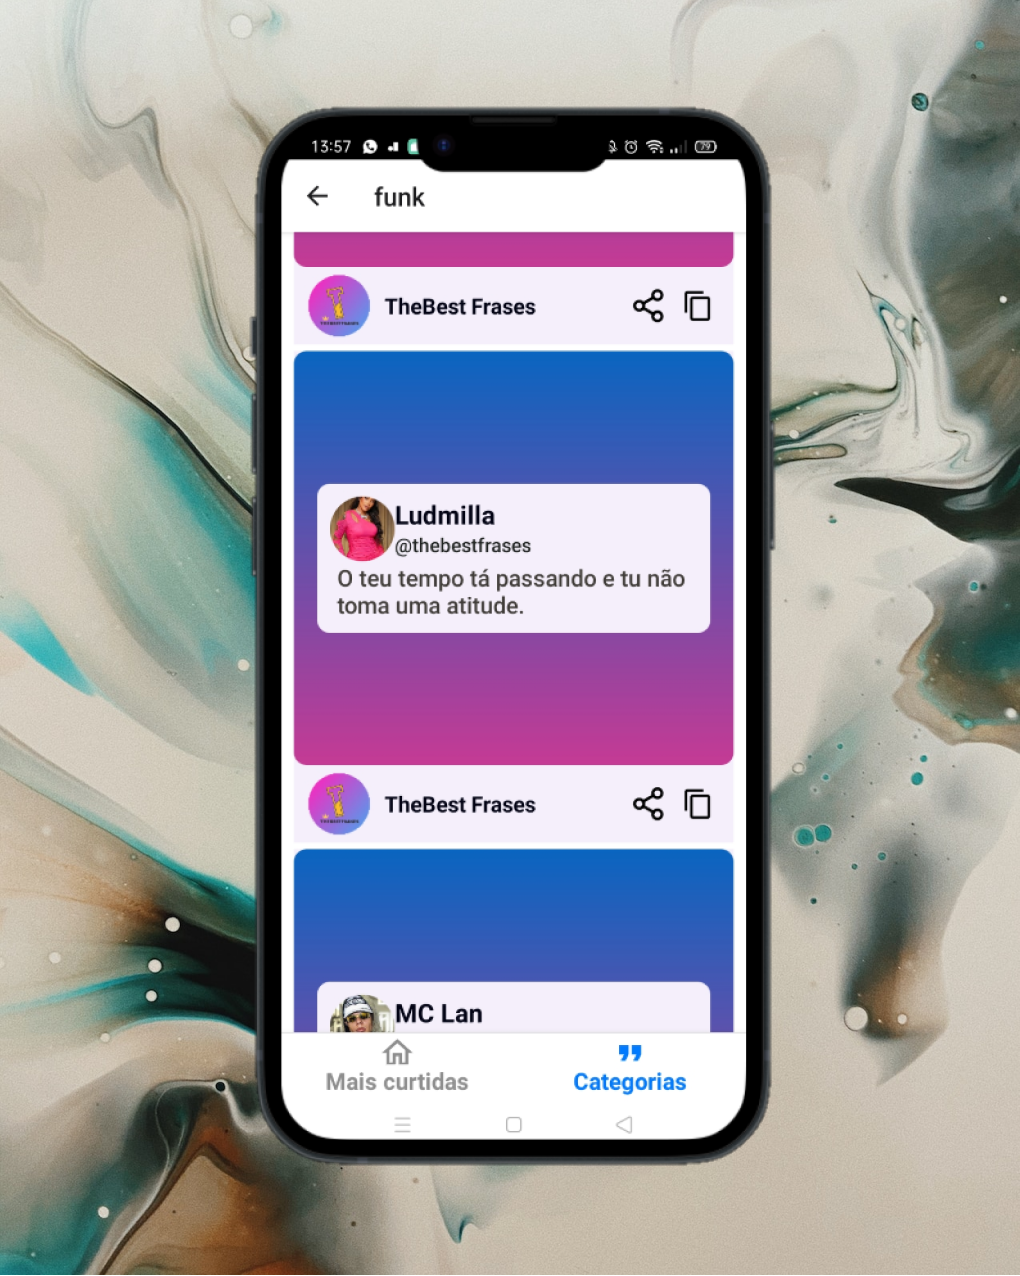 13:57
79
funk
TheBest Frases
Ludmilla
@thebestfrases
O teu tempo tá passando e tu não
toma uma atitude.
TheBest Frases
MC Lan
Mais curtidas
Categorias